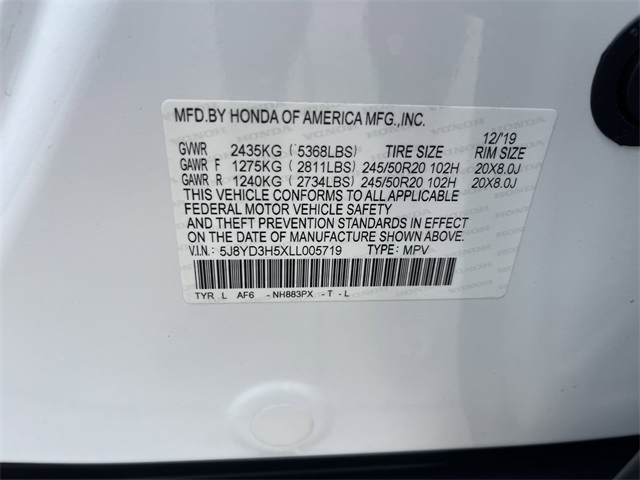 MFD.BY HONDA OF AMERICA MFG.,INC.
12/'19
GVWR 2435KG ( 5368LBS) TIRE SIZE RIM SIZE
GAWR F 1275KG ( 2811LBS) 245/50R20 102H 20X8.0J
GAWR R 1240KG ( 2734LBS) 245/50R20 102H 20X8.0J
THIS VEHICLE CONFORMS TO ALL APPLICABLE
FEDERAL MOTOR VEHICLE SAFETY
AND THEFT PREVENTION STANDARDS IN EFFECT
ON THE DATE OF MANUFACTURE SHOWN ABOVE.
V.I.N.: 5J8YD3H5XLL005719 TYPE: MPV
TYR L AF6 -NH883PX -T -L